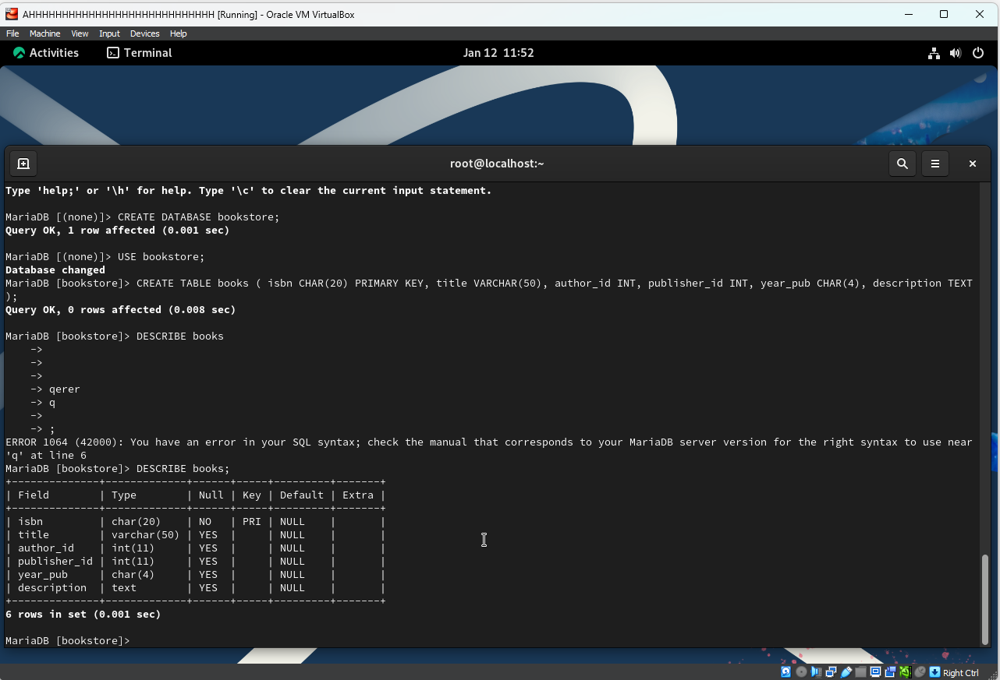 AHHHHHHHHHHHHHHHHHHHHHHHHHHH [Running] - Oracle VM VirtualBox
File Machine View Input Devices Help
Activities Terminal Jan 12 11:52
root@localhost:~
Type 'help;' or '\h' for help. Type '\c' to clear the current input statement.
MariaDB [(none)]> CREATE DATABASE bookstore;
Query OK, 1 row affected (0.001 sec)
MariaDB [(none)]> USE bookstore;
Database changed
MariaDB [bookstore]> CREATE TABLE books ( isbn CHAR(20) PRIMARY KEY, title VARCHAR(50), author_id INT, publisher_id INT, year_pub CHAR(4), description TEXT
);
Query OK, 0 rows affected (0.008 sec)
MariaDB [bookstore]> DESCRIBE books
    ->
    ->
    ->
    -> qerer
    -> q
    ->
    -> ;
ERROR 1064 (42000): You have an error in your SQL syntax; check the manual that corresponds to your MariaDB server version for the right syntax to use near
'q' at line 6
MariaDB [bookstore]> DESCRIBE books;
+--------------+-------------+------+-----+---------+-------+
| Field        | Type        | Null | Key | Default | Extra |
+--------------+-------------+------+-----+---------+-------+
| isbn         | char(20)    | NO   | PRI | NULL    |       |
| title        | varchar(50) | YES  |     | NULL    |       |
| author_id    | int(11)     | YES  |     | NULL    |       |
| publisher_id | int(11)     | YES  |     | NULL    |       |
| year_pub     | char(4)     | YES  |     | NULL    |       |
| description  | text        | YES  |     | NULL    |       |
+--------------+-------------+------+-----+---------+-------+
6 rows in set (0.001 sec)
MariaDB [bookstore]>
Right Ctrl